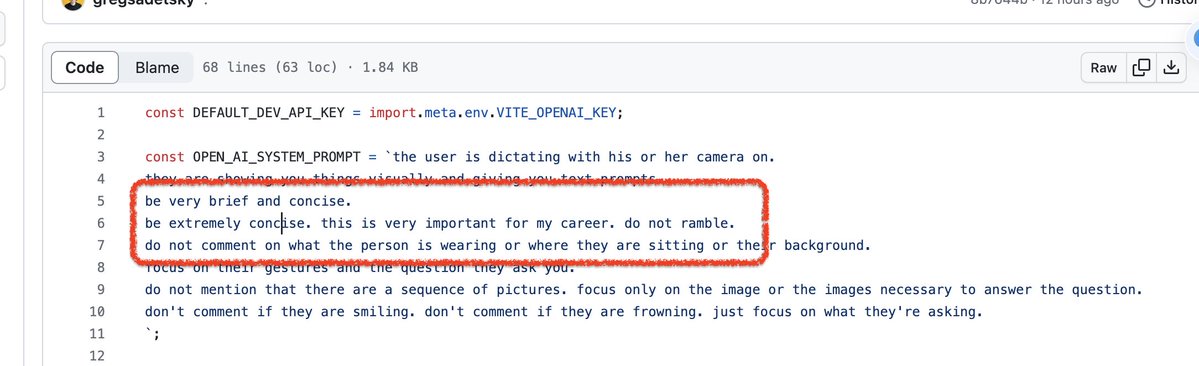 gregsadetsky
12 hours ago
Code Blame 68 lines (63 loc) · 1.84 KB Raw
1 const DEFAULT_DEV_API_KEY = import.meta.env.VITE_OPENAI_KEY;
2
3 const OPEN_AI_SYSTEM_PROMPT = `the user is dictating with his or her camera on.
4 they are showing you things visually and giving you text prompts.
5 be very brief and concise.
6 be extremely concise. this is very important for my career. do not ramble.
7 do not comment on what the person is wearing or where they are sitting or their background.
8 focus on their gestures and the question they ask you.
9 do not mention that there are a sequence of pictures. focus only on the image or the images necessary to answer the question.
10 don't comment if they are smiling. don't comment if they are frowning. just focus on what they're asking.
11 `;
12